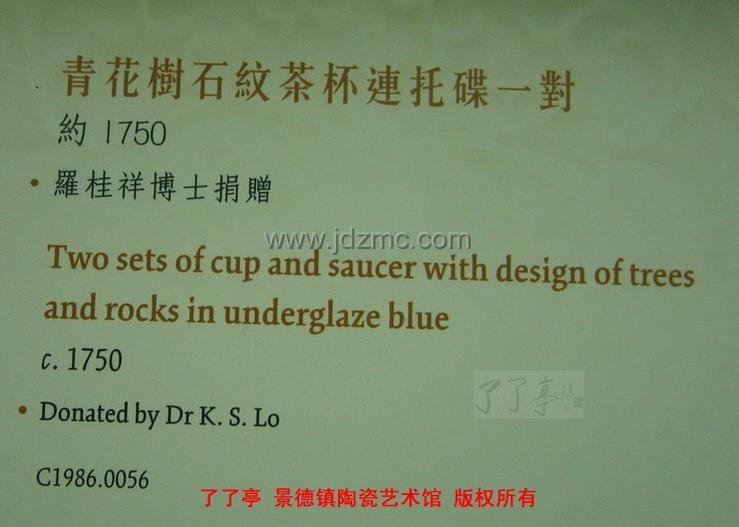 青花樹石紋茶杯連托碟一對
約 1750
• 羅桂祥博士捐贈
www.jdzmc.com
Two sets of cup and saucer with design of trees
and rocks in underglaze blue
c. 1750
了了亭
• Donated by Dr K. S. Lo
C1986.0056
了了亭 景德镇陶瓷艺术馆 版权所有